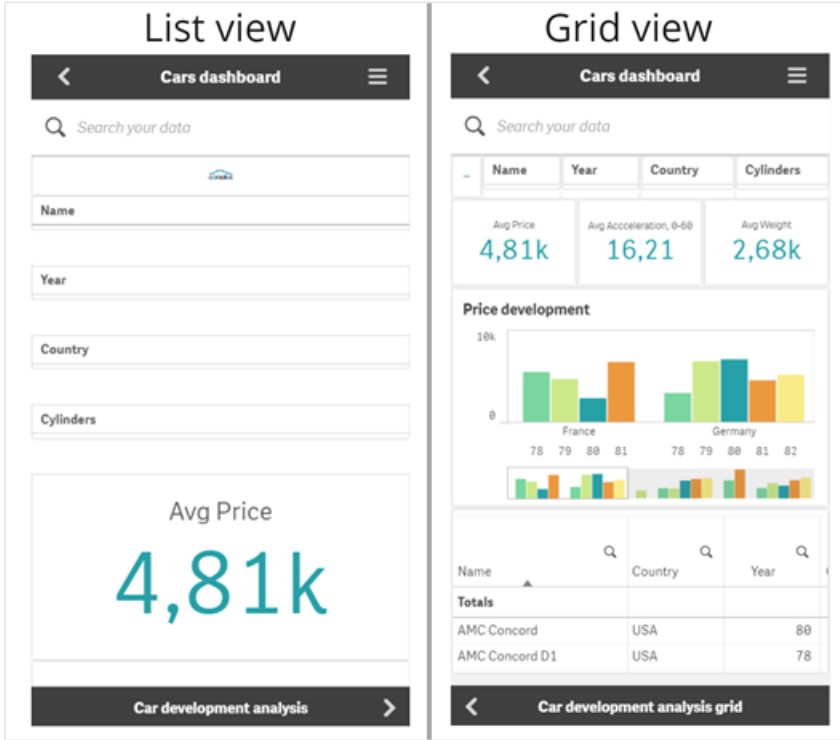 List view
Cars dashboard
Search your data
Name
Year
Country
Cylinders
Avg Price
4,81k
Car development analysis
Grid view
Cars dashboard
Search your data
Name Year Country Cylinders
Avg Price Avg Accceleration, 0-60 Avg Weight
4,81k 16,21 2,68k
Price development
10k
0
France Germany
78 79 80 81 78 79 80 81 82
Name Country Year
Totals
AMC Concord USA 80
AMC Concord D1 USA 78
Car development analysis grid